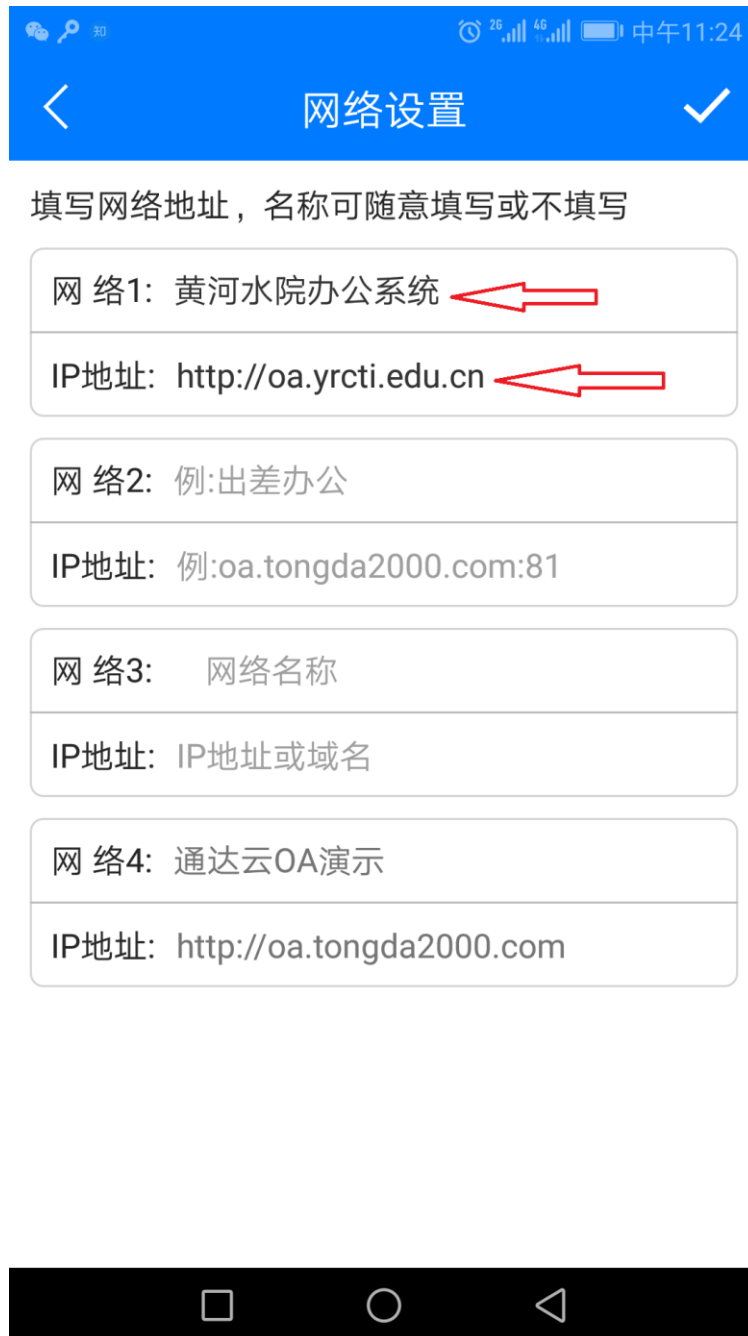 知 2G 4G 中午11:24
网络设置
填写网络地址，名称可随意填写或不填写
网 络1: 黄河水院办公系统
IP地址: http://oa.yrcti.edu.cn
网 络2: 例:出差办公
IP地址: 例:oa.tongda2000.com:81
网 络3: 网络名称
IP地址: IP地址或域名
网 络4: 通达云OA演示
IP地址: http://oa.tongda2000.com